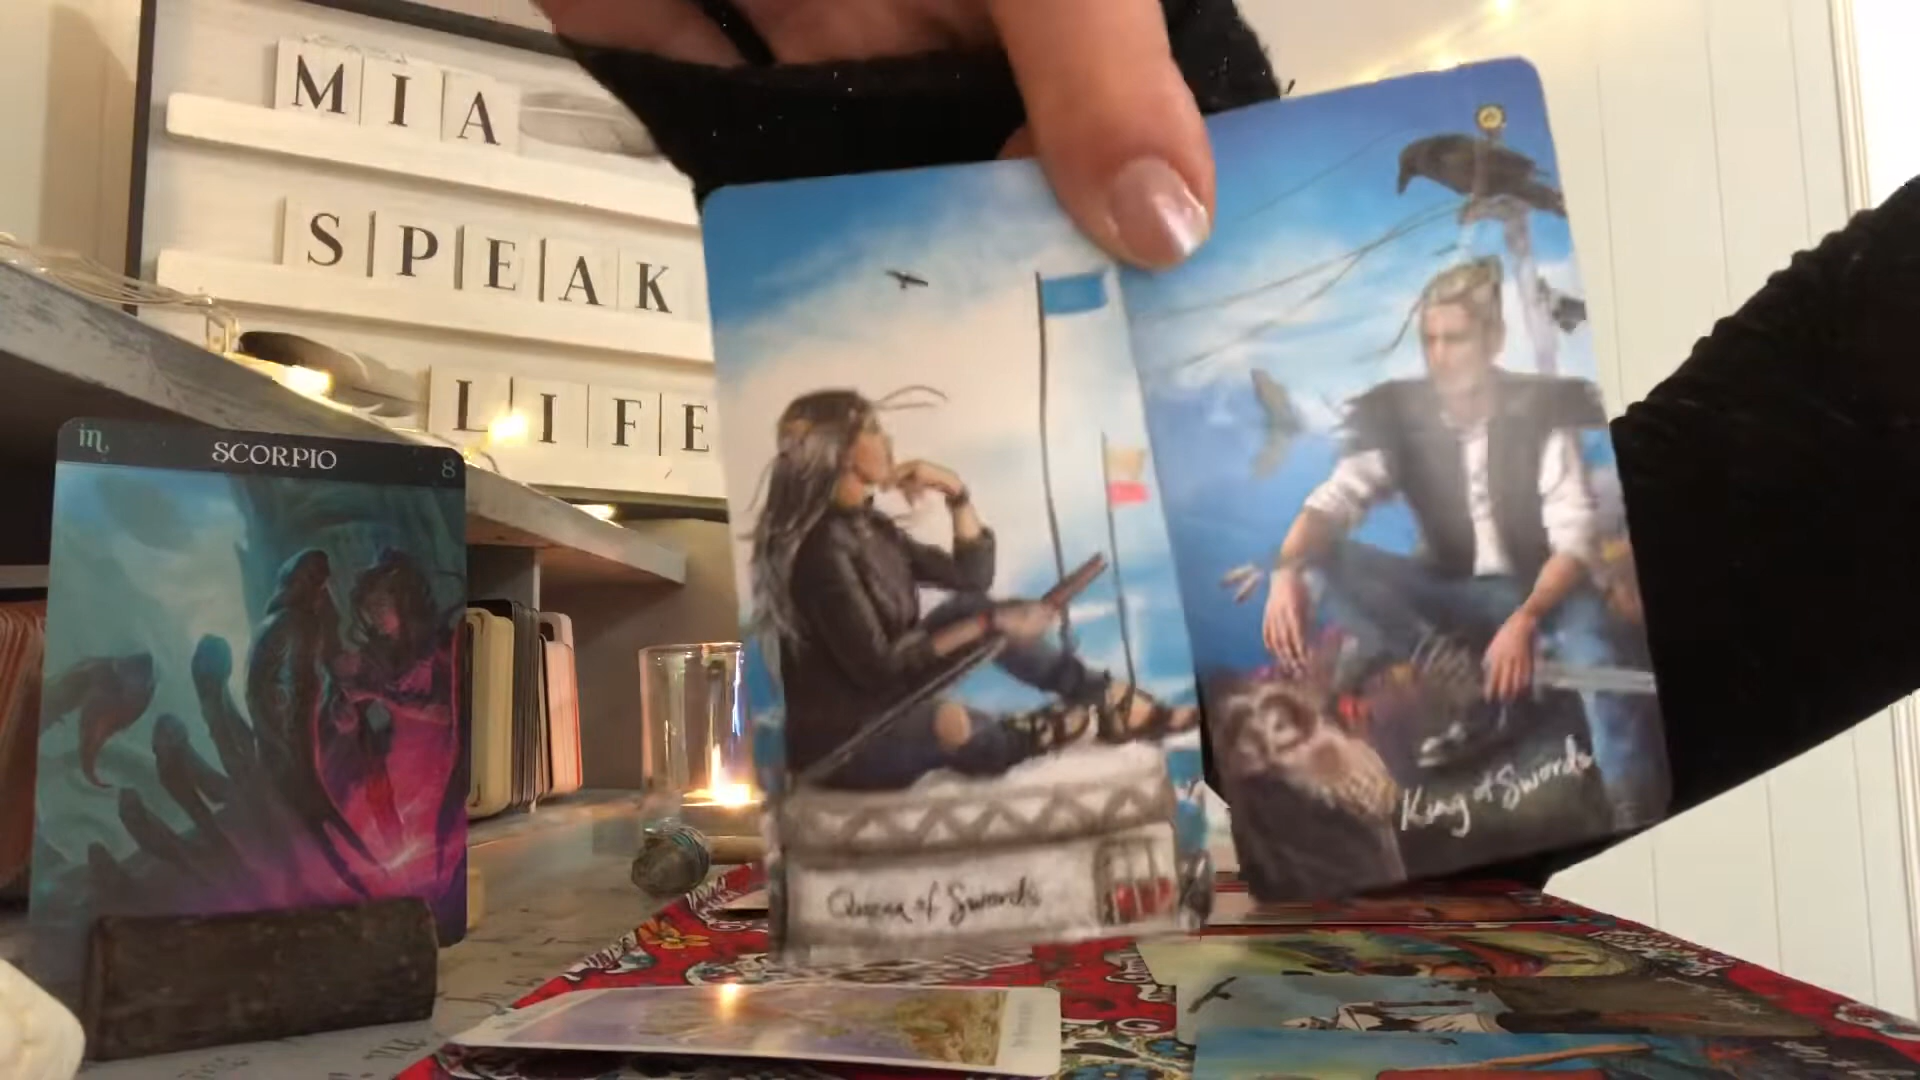 MIA
SPEAK
LIFE
SCORPIO
8
Queen of Swords
King of Swords